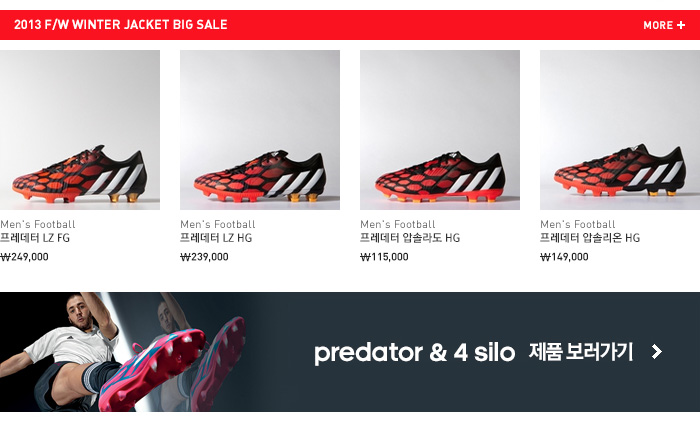 2013 F/W WINTER JACKET BIG SALE
MORE +
Men's Football
프레데터 LZ FG
₩249,000
Men's Football
프레데터 LZ HG
₩239,000
Men's Football
프레데터 압솔라도 HG
₩115,000
Men's Football
프레데터 압솔리온 HG
₩149,000
predator & 4 silo 제품 보러가기